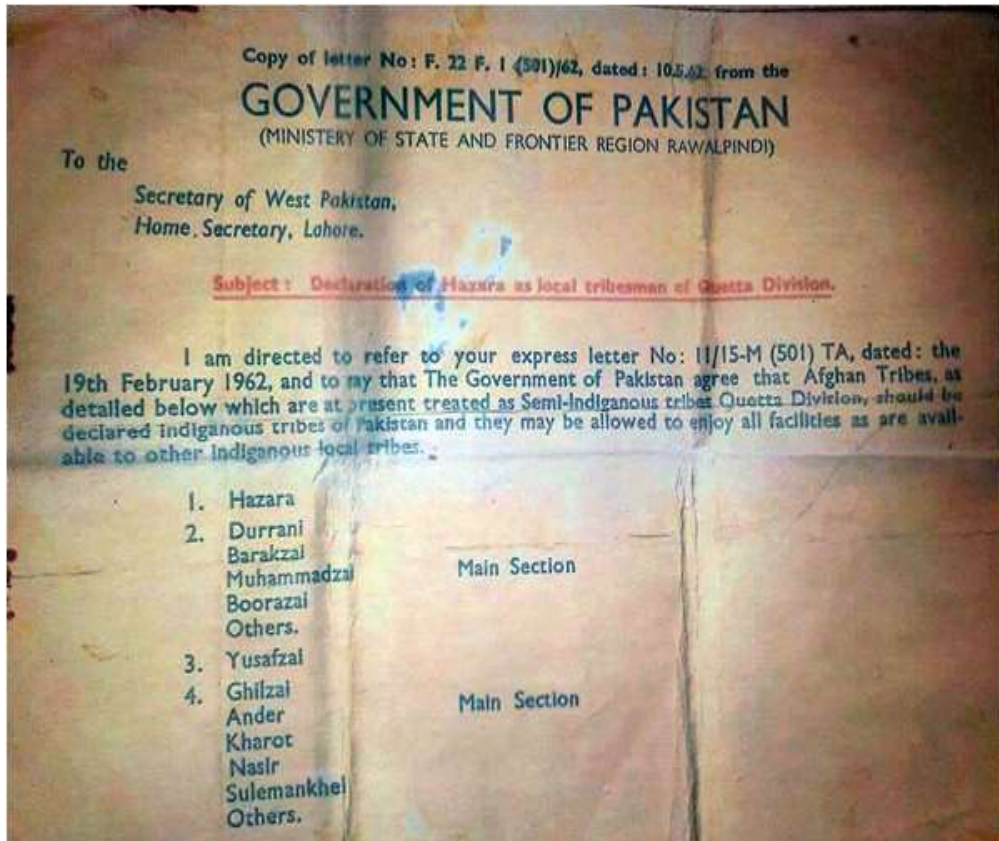 Copy of letter No: F. 22 F. I (501)/62, dated: 10.5.62 from the
GOVERNMENT OF PAKISTAN
(MINISTERY OF STATE AND FRONTIER REGION RAWALPINDI)
To the
Secretary of West Pakistan,
Home, Secretary, Lahore.
Subject: Declaration of Hazara as local tribesman of Quetta Division.
I am directed to refer to your express letter No: 11/15-M (501) TA, dated: the
19th February 1962, and to say that The Government of Pakistan agree that Afghan Tribes, as
detailed below which are at present treated as Semi-Indiganous tribes Quetta Division, should be
declared Indiganous tribes of Pakistan and they may be allowed to enjoy all facilities as are avail-
able to other Indiganous local tribes.
1. Hazara
2. Durrani
Barakzai
Muhammadzai Main Section
Boorazai
Others.
3. Yusafzai
4. Ghilzai Main Section
Ander
Kharot
Nasir
Sulemankhel
Others.